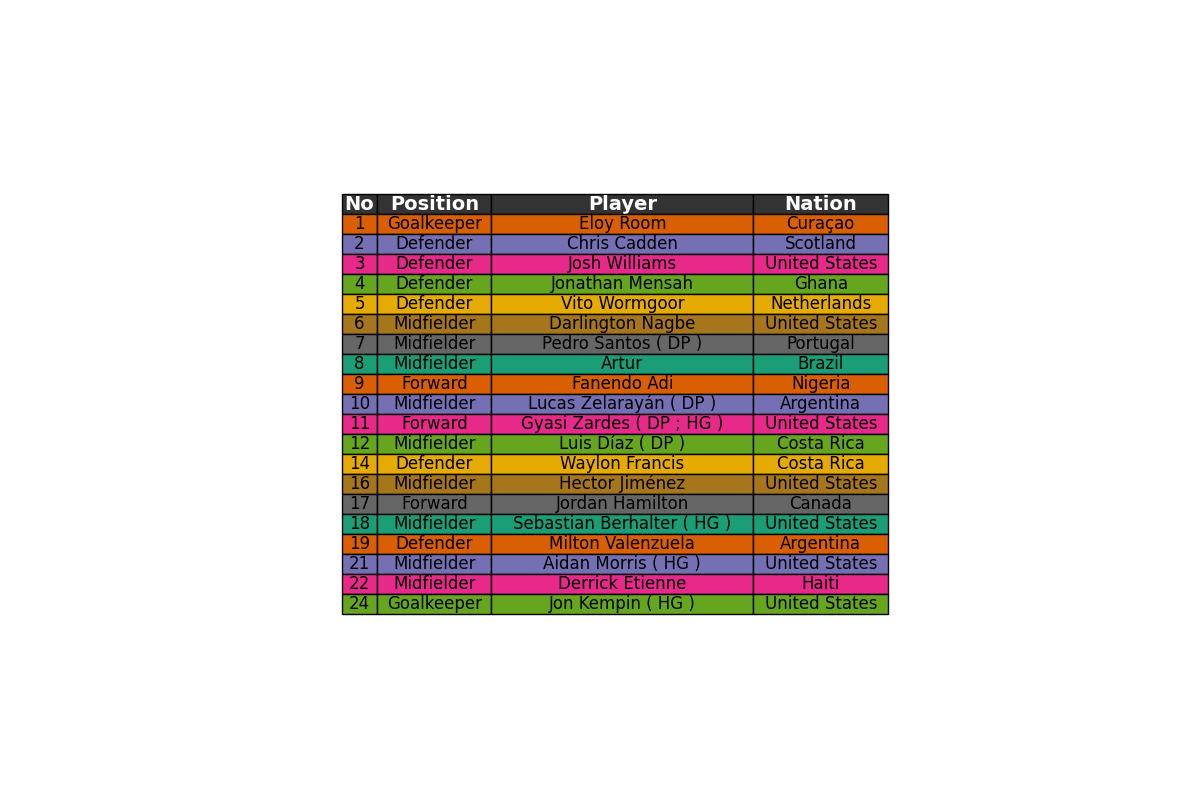 No Position Player Nation
1 Goalkeeper Eloy Room Curaçao
2 Defender Chris Cadden Scotland
3 Defender Josh Williams United States
4 Defender Jonathan Mensah Ghana
5 Defender Vito Wormgoor Netherlands
6 Midfielder Darlington Nagbe United States
7 Midfielder Pedro Santos ( DP ) Portugal
8 Midfielder Artur Brazil
9 Forward Fanendo Adi Nigeria
10 Midfielder Lucas Zelarayán ( DP ) Argentina
11 Forward Gyasi Zardes ( DP ; HG ) United States
12 Midfielder Luis Díaz ( DP ) Costa Rica
14 Defender Waylon Francis Costa Rica
16 Midfielder Hector Jiménez United States
17 Forward Jordan Hamilton Canada
18 Midfielder Sebastian Berhalter ( HG ) United States
19 Defender Milton Valenzuela Argentina
21 Midfielder Aidan Morris ( HG ) United States
22 Midfielder Derrick Etienne Haiti
24 Goalkeeper Jon Kempin ( HG ) United States